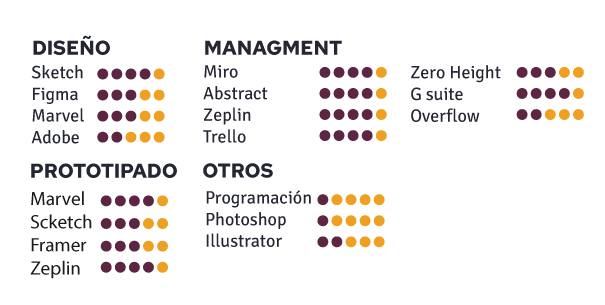 DISEÑO
Sketch
Figma
Marvel
Adobe
MANAGMENT
Miro
Abstract
Zeplin
Trello
Zero Height
G suite
Overflow
PROTOTIPADO
Marvel
Scketch
Framer
Zeplin
OTROS
Programación
Photoshop
Illustrator